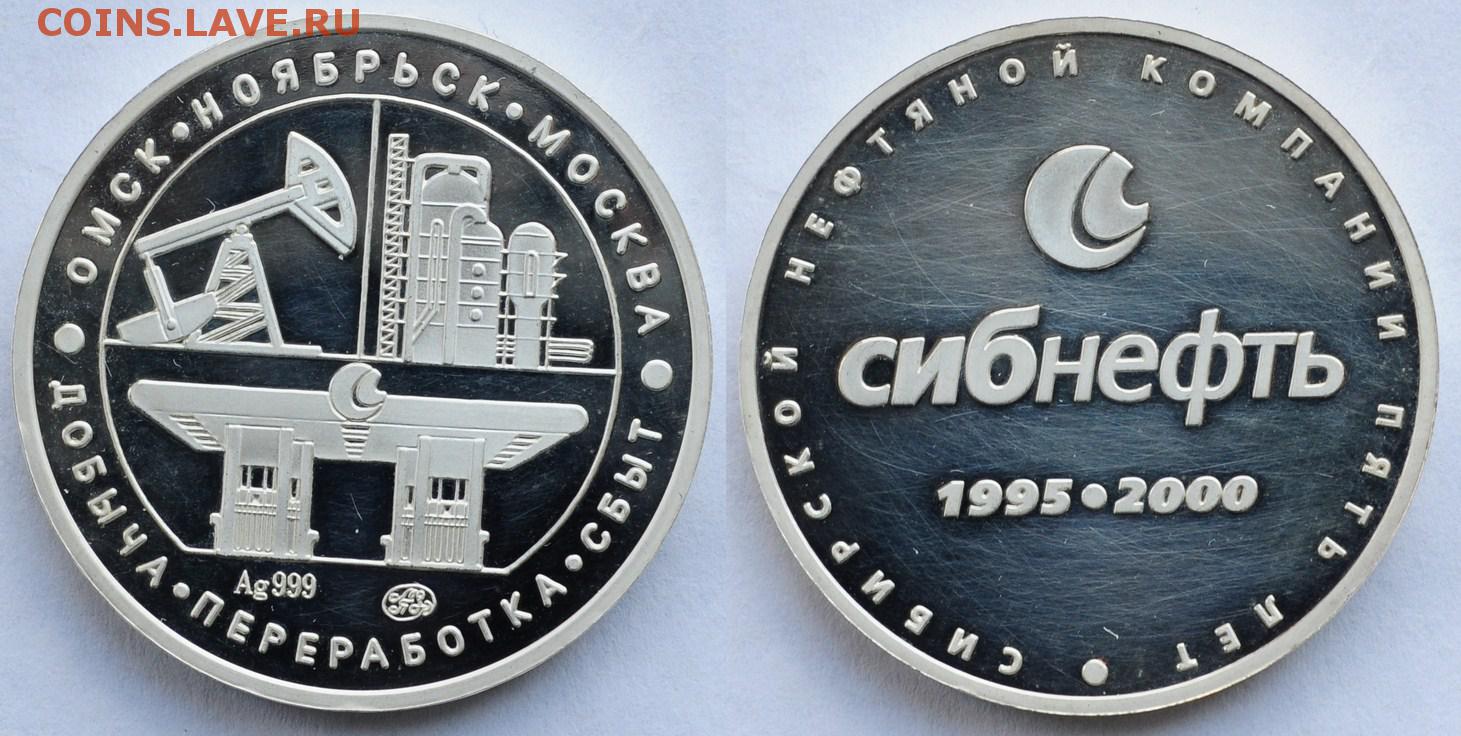 COINS.LAVE.RU
ОМСК•НОЯБРЬСК•МОСКВА
ДОБЫЧА•ПЕРЕРАБОТКА•СБЫТ
Ag999
СИБИРСКОЙ НЕФТЯНОЙ КОМПАНИИ ПЯТЬ ЛЕТ
сибнефть
1995•2000